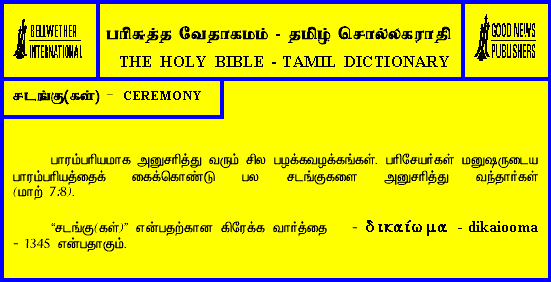 BELLWETHER
INTERNATIONAL
பரிசுத்த வேதாகமம் - தமிழ் சொல்லகராதி
THE HOLY BIBLE - TAMIL DICTIONARY
GOOD NEWS
PUBLISHERS
சடங்கு(கள்) - CEREMONY
பாரம்பரியமாக அனுசரித்து வரும் சில பழக்கவழக்கங்கள். பரிசேயர்கள் மனுஷருடைய
பாரம்பரியத்தைக் கைக்கொண்டு பல சடங்குகளை அனுசரித்து வந்தார்கள்
(மாற் 7:8).
"சடங்கு(கள்)" என்பதற்கான கிரேக்க வார்த்தை - δικαίωμα - dikaiooma
- 1345 என்பதாகும்.